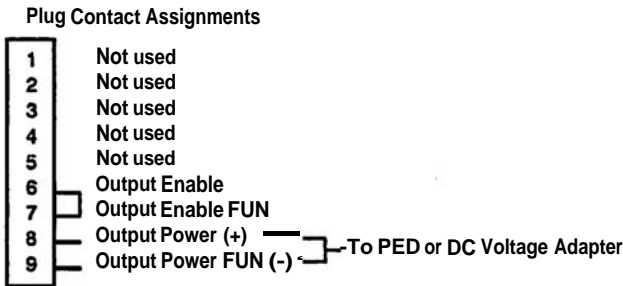 Plug Contact Assignments
1 Not used
2 Not used
3 Not used
4 Not used
5 Not used
6 Output Enable
7 Output Enable FUN
8 Output Power (+)
-To PED or DC Voltage Adapter
9 Output Power FUN (-)